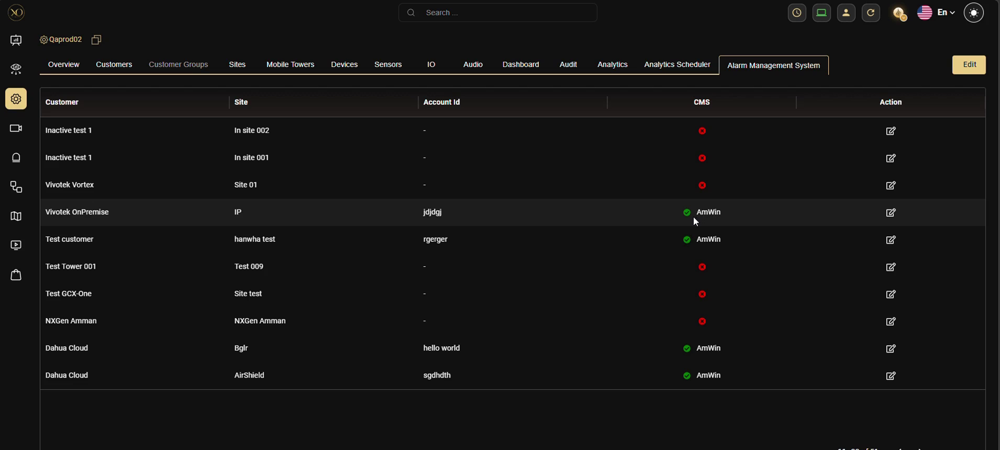 XO Search ... En
Qaprod02
Overview Customers Customer Groups Sites Mobile Towers Devices Sensors IO Audio Dashboard Audit Analytics Analytics Scheduler Alarm Management System Edit
Customer Site Account Id CMS Action
Inactive test 1 In site 002 -
Inactive test 1 In site 001 -
Vivotek Vortex Site 01 -
Vivotek OnPremise IP jdjdgj AmWin
Test customer hanwha test rgerger AmWin
Test Tower 001 Test 009 -
Test GCX-One Site test -
NXGen Amman NXGen Amman -
Dahua Cloud Bglr hello world AmWin
Dahua Cloud AirShield sgdhdth AmWin